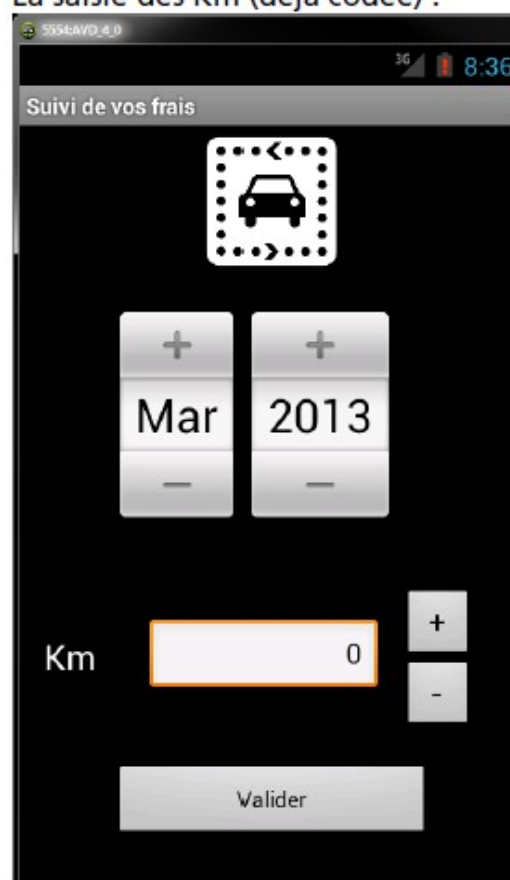 La saisie des Km (déjà codée) :
5554:AVD_4_0
3G 8:36
Suivi de vos frais
+ +
Mar 2013
- -
+
Km 0
-
Valider